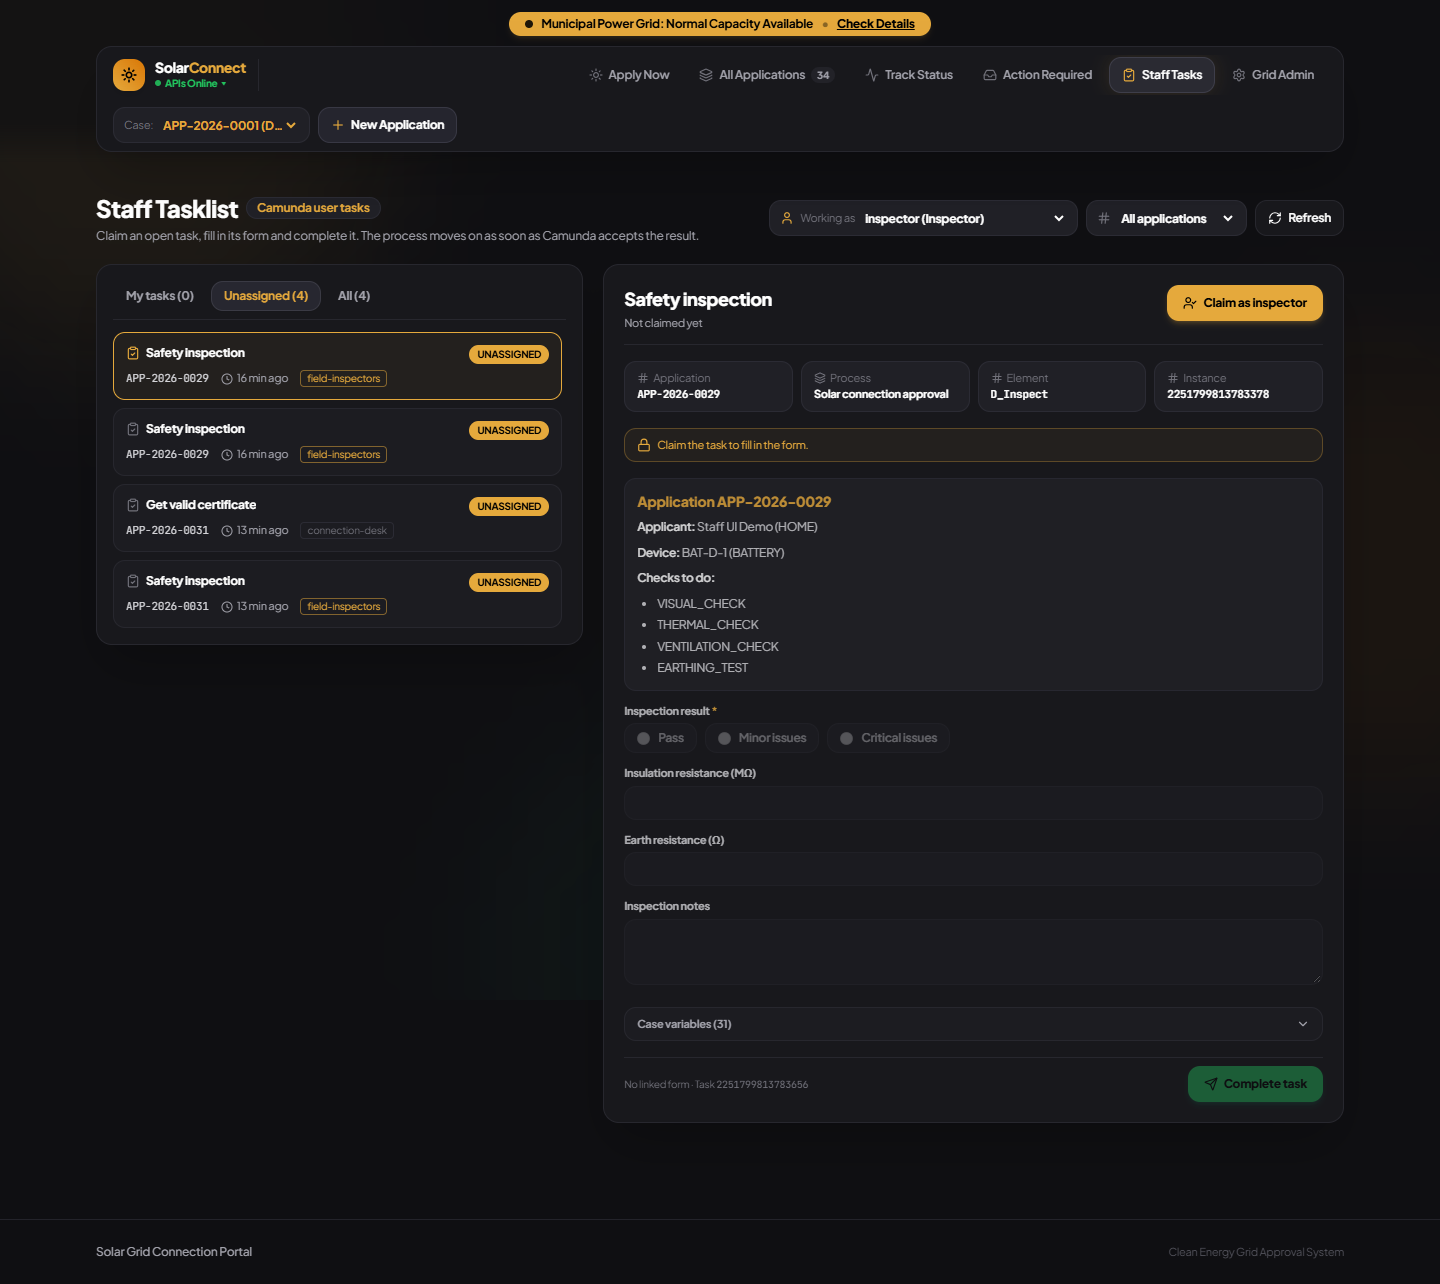 Municipal Power Grid: Normal Capacity Available • Check Details
SolarConnect
APIs Online
Apply Now
All Applications 34
Track Status
Action Required
Staff Tasks
Grid Admin
Case: APP-2026-0001 (D...
New Application
Staff Tasklist
Camunda user tasks
Claim an open task, fill in its form and complete it. The process moves on as soon as Camunda accepts the result.
Working as inspector (Inspector)
All applications
Refresh
My tasks (0)
Unassigned (4)
All (4)
Safety inspection
UNASSIGNED
APP-2026-0029 16 min ago field-inspectors
Safety inspection
UNASSIGNED
APP-2026-0029 16 min ago field-inspectors
Get valid certificate
UNASSIGNED
APP-2026-0031 13 min ago connection-desk
Safety inspection
UNASSIGNED
APP-2026-0031 13 min ago field-inspectors
Safety inspection
Not claimed yet
Claim as inspector
Application
APP-2026-0029
Process
Solar connection approval
Element
D_Inspect
Instance
2251799813783378
Claim the task to fill in the form.
Application APP-2026-0029
Applicant: Staff UI Demo (HOME)
Device: BAT-D-1 (BATTERY)
Checks to do:
• VISUAL_CHECK
• THERMAL_CHECK
• VENTILATION_CHECK
• EARTHING_TEST
Inspection result *
Pass
Minor issues
Critical issues
Insulation resistance (MΩ)
Earth resistance (Ω)
Inspection notes
Case variables (31)
No linked form · Task 2251799813783656
Complete task
Solar Grid Connection Portal
Clean Energy Grid Approval System